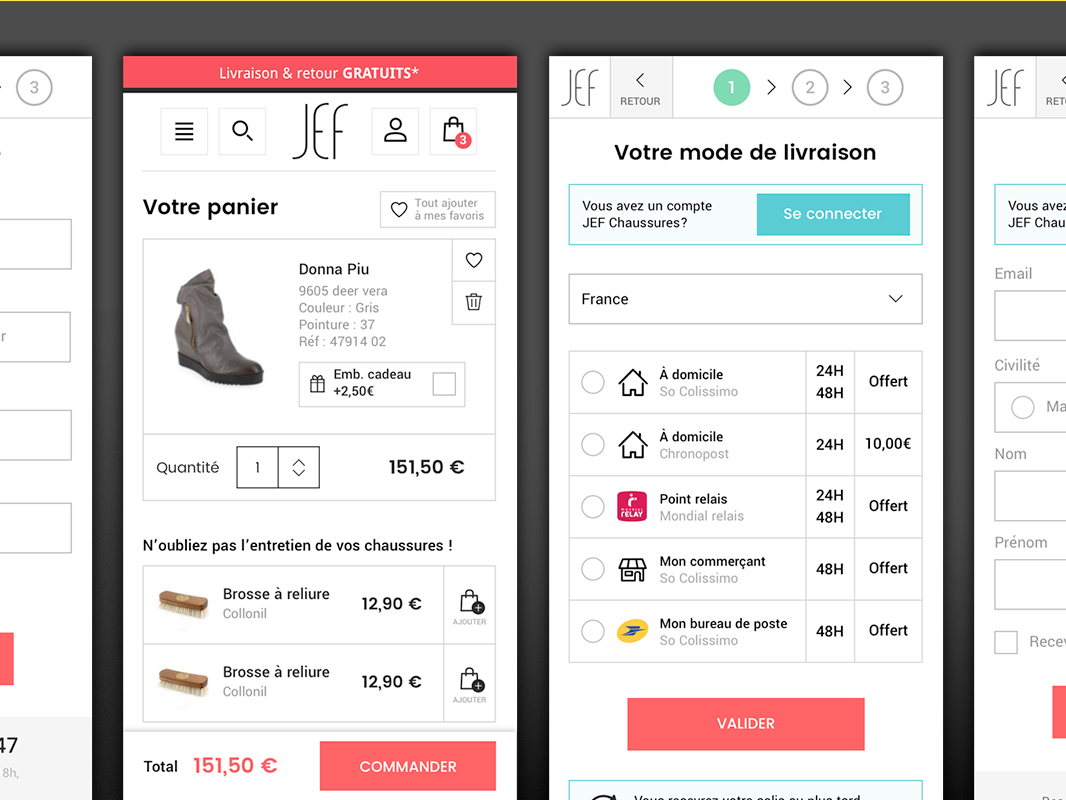 3
r
47
8h,
Livraison & retour GRATUITS*
JEF
3
Votre panier
Tout ajouter
à mes favoris
Donna Piu
9605 deer vera
Couleur : Gris
Pointure : 37
Réf : 47914 02
Emb. cadeau
+2,50€
Quantité
1
151,50 €
N’oubliez pas l’entretien de vos chaussures !
Brosse à reliure
Collonil
12,90 €
AJOUTER
Brosse à reliure
Collonil
12,90 €
AJOUTER
Total 151,50 €
COMMANDER
JEF
RETOUR
1
2
3
Votre mode de livraison
Vous avez un compte
JEF Chaussures?
Se connecter
France
À domicile
So Colissimo
24H
48H
Offert
À domicile
Chronopost
24H
10,00€
MONDIAL
RELAY
Point relais
Mondial relais
24H
48H
Offert
Mon commerçant
So Colissimo
48H
Offert
Mon bureau de poste
So Colissimo
48H
Offert
VALIDER
Vous recevrez votre colis au plus tard
JEF
RET
Vous avez
JEF Chau
Email
Civilité
Ma
Nom
Prénom
Recev